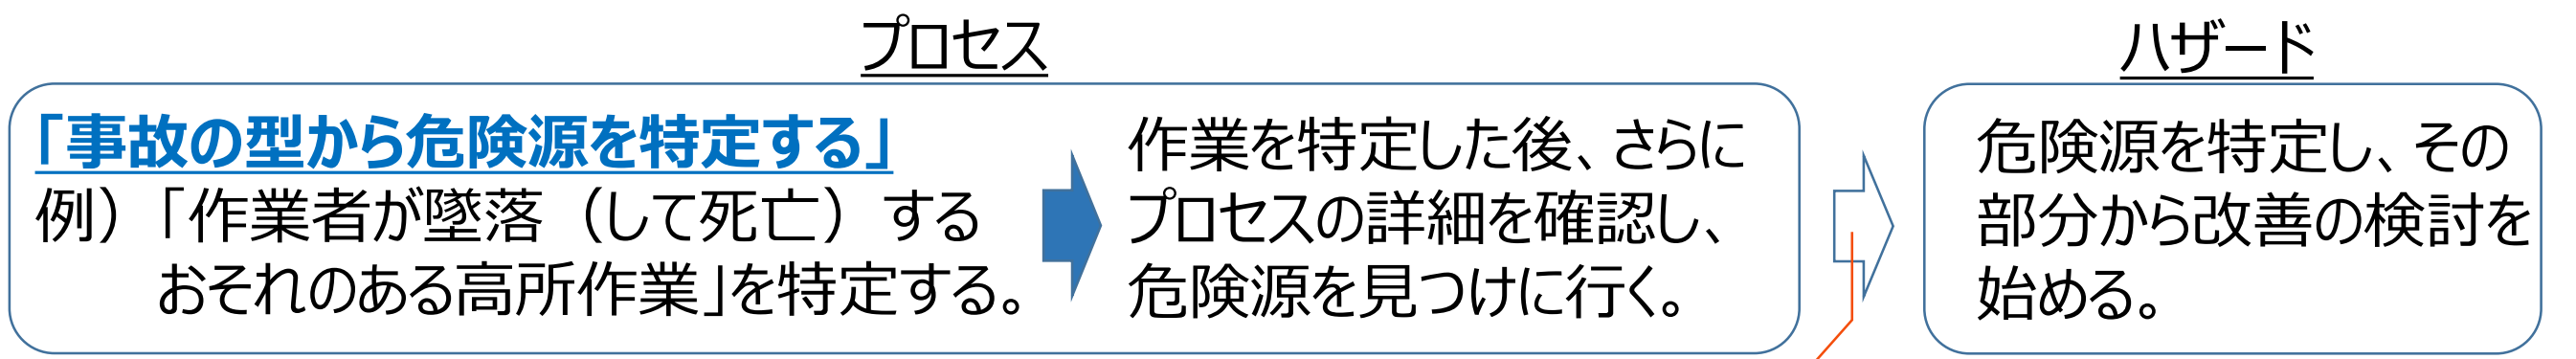 プロセス
「事故の型から危険源を特定する」
例）「作業者が墜落（して死亡）する
おそれのある高所作業」を特定する。
作業を特定した後、さらに
プロセスの詳細を確認し、
危険源を見つけに行く。
ハザード
危険源を特定し、その
部分から改善の検討を
始める。